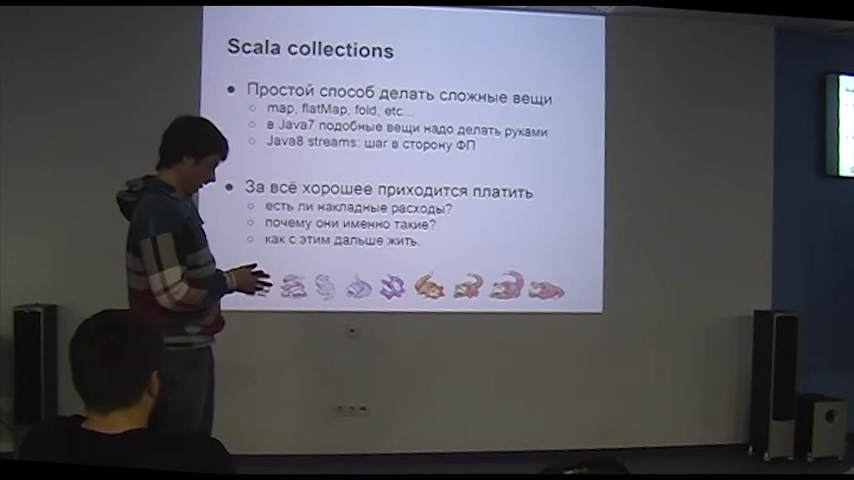 Scala collections
Простой способ делать сложные вещи
map, flatMap, fold, etc...
в Java7 подобные вещи надо делать руками
Java8 streams: шаг в сторону ФП
За всё хорошее приходится платить
есть ли накладные расходы?
почему они именно такие?
как с этим дальше жить.